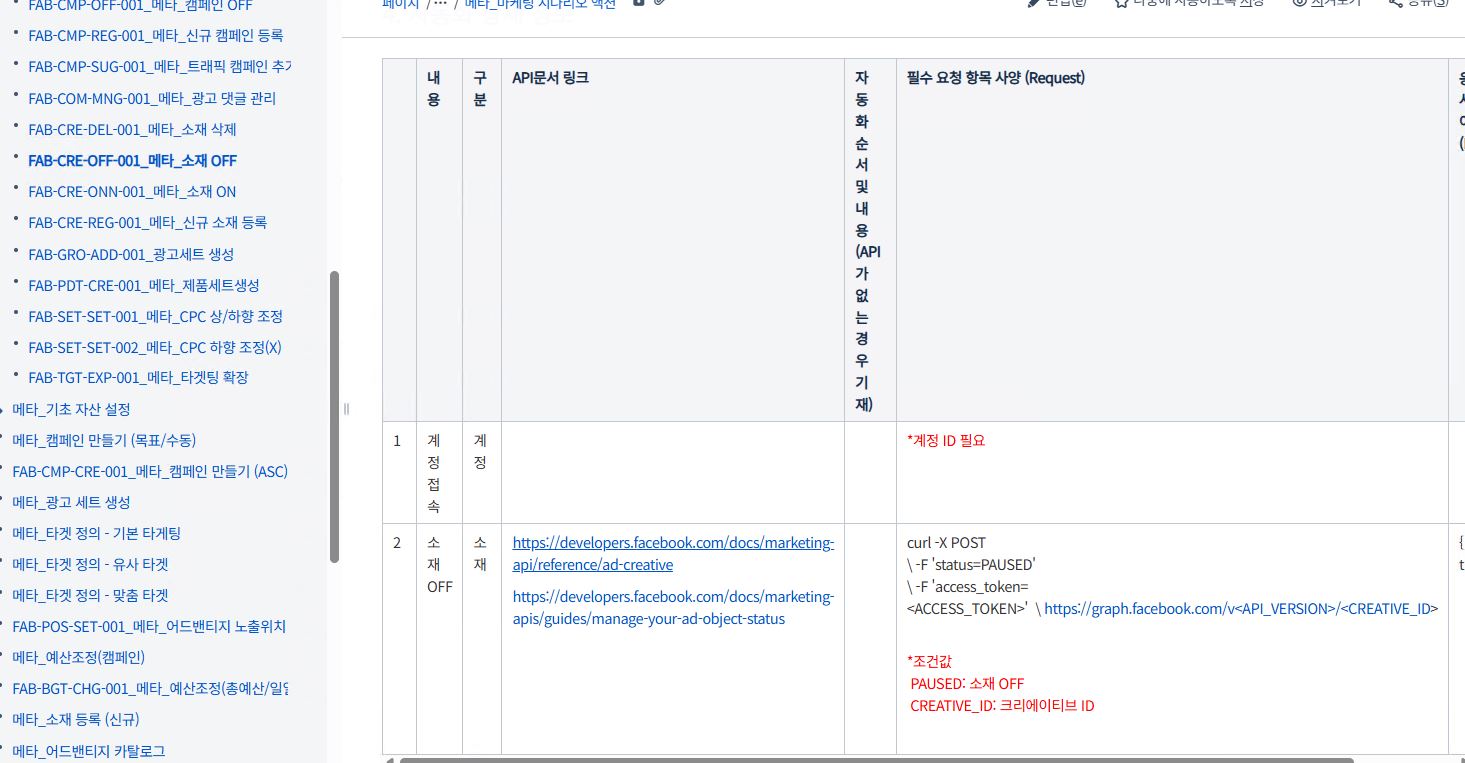 FAB-CMP-OFF-001_메타_캠페인 OFF
FAB-CMP-REG-001_메타_신규 캠페인 등록
FAB-CMP-SUG-001_메타_트래픽 캠페인 추가
FAB-COM-MNG-001_메타_광고 댓글 관리
FAB-CRE-DEL-001_메타_소재 삭제
FAB-CRE-OFF-001_메타_소재 OFF
FAB-CRE-ONN-001_메타_소재 ON
FAB-CRE-REG-001_메타_신규 소재 등록
FAB-GRO-ADD-001_광고세트 생성
FAB-PDT-CRE-001_메타_제품세트생성
FAB-SET-SET-001_메타_CPC 상/하향 조정
FAB-SET-SET-002_메타_CPC 하향 조정(X)
FAB-TGT-EXP-001_메타_타겟팅 확장
메타_기초 자산 설정
메타_캠페인 만들기 (목표/수동)
FAB-CMP-CRE-001_메타_캠페인 만들기 (ASC)
메타_광고 세트 생성
메타_타겟 정의 - 기본 타게팅
메타_타겟 정의 - 유사 타겟
메타_타겟 정의 - 맞춤 타겟
FAB-POS-SET-001_메타_어드밴티지 노출위치
메타_예산조정(캠페인)
FAB-BGT-CHG-001_메타_예산조정(총예산/일일
메타_소재 등록 (신규)
메타_어드밴티지 카탈로그
페이지 /··· / 메타_마케팅 시나리오 액션
편집(e) 나중에 사용하도록 저장 지켜보기 공유(S)
내
용
구
분
API문서 링크
자
동
화
순
서
및
내
용
(API
가
없
는
경
우
기
재)
필수 요청 항목 사양 (Request)
1
계
정
접
속
계
정
*계정 ID 필요
2
소
재
OFF
소
재
https://developers.facebook.com/docs/marketing-
api/reference/ad-creative
https://developers.facebook.com/docs/marketing-
apis/guides/manage-your-ad-object-status
curl -X POST
\ -F 'status=PAUSED'
\ -F 'access_token=
<ACCESS_TOKEN>' \ https://graph.facebook.com/v<API_VERSION>/<CREATIVE_ID>
*조건값
PAUSED: 소재 OFF
CREATIVE_ID: 크리에이티브 ID
{
t